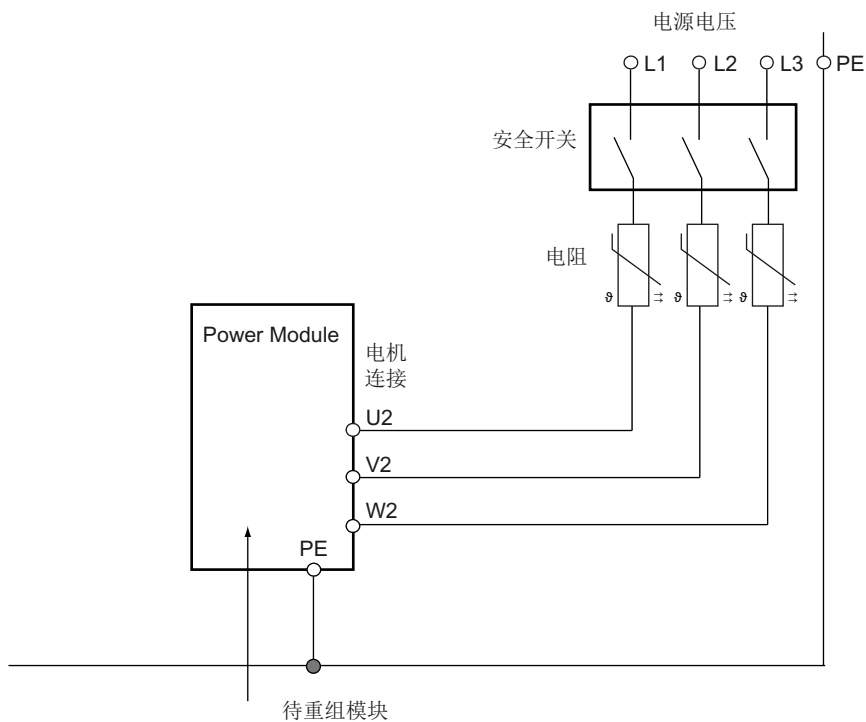 电源电压
L1 L2 L3 PE
安全开关
电阻
ϑ ϑ ϑ
Power Module
电机
连接
U2
V2
W2
PE
待重组模块